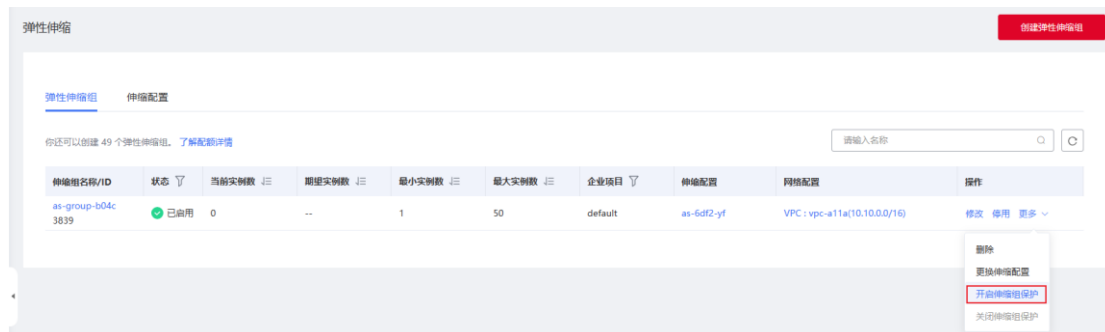 弹性伸缩
创建弹性伸缩组
弹性伸缩组 伸缩配置
你还可以创建 49 个弹性伸缩组。 了解配额详情
请输入名称
伸缩组名称/ID 状态 当前实例数 期望实例数 最小实例数 最大实例数 企业项目 伸缩配置 网络配置 操作
as-group-b04c
3839
已启用 0 -- 1 50 default as-6df2-yf VPC : vpc-a11a(10.10.0.0/16) 修改 停用 更多
删除
更换伸缩配置
开启伸缩组保护
关闭伸缩组保护